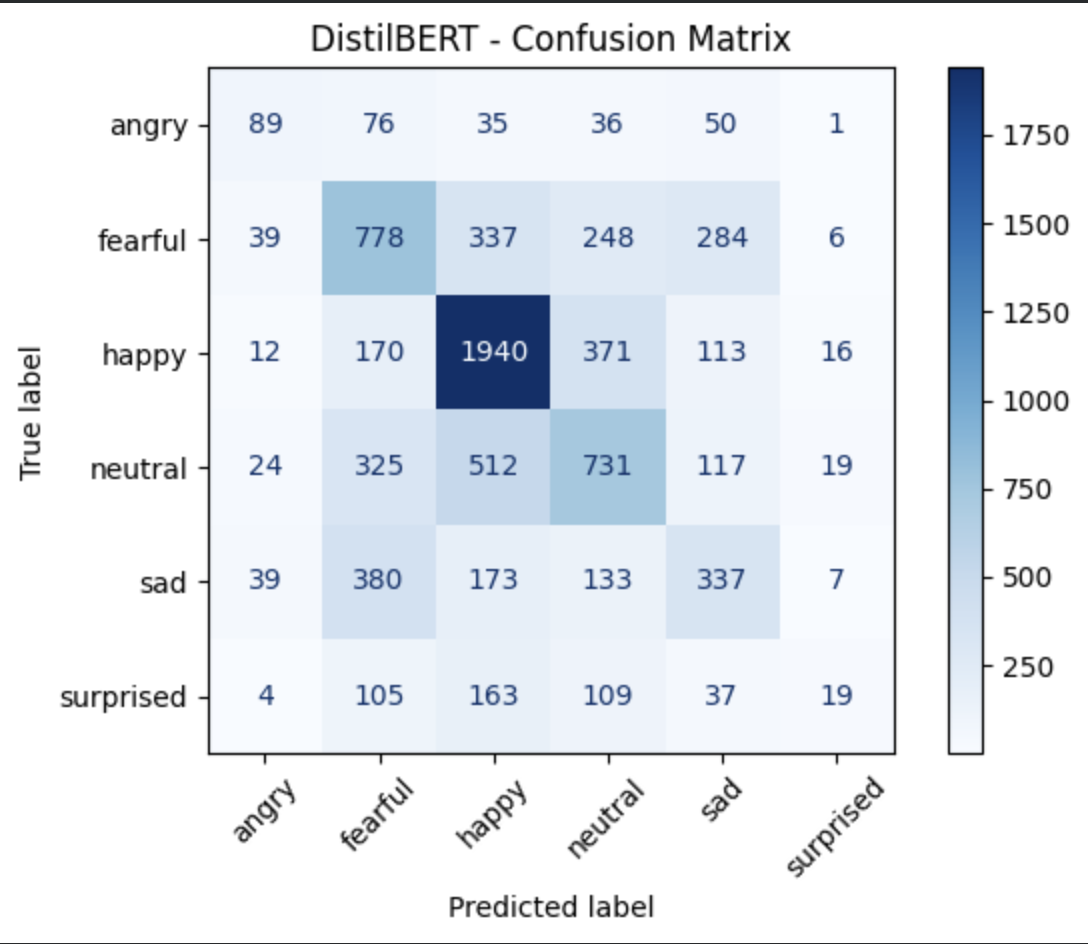 DistilBERT - Confusion Matrix
angry 89 76 35 36 50 1
fearful 39 778 337 248 284 6
happy 12 170 1940 371 113 16
neutral 24 325 512 731 117 19
sad 39 380 173 133 337 7
surprised 4 105 163 109 37 19
True label
angry fearful happy neutral sad surprised
Predicted label
1750
1500
1250
1000
750
500
250